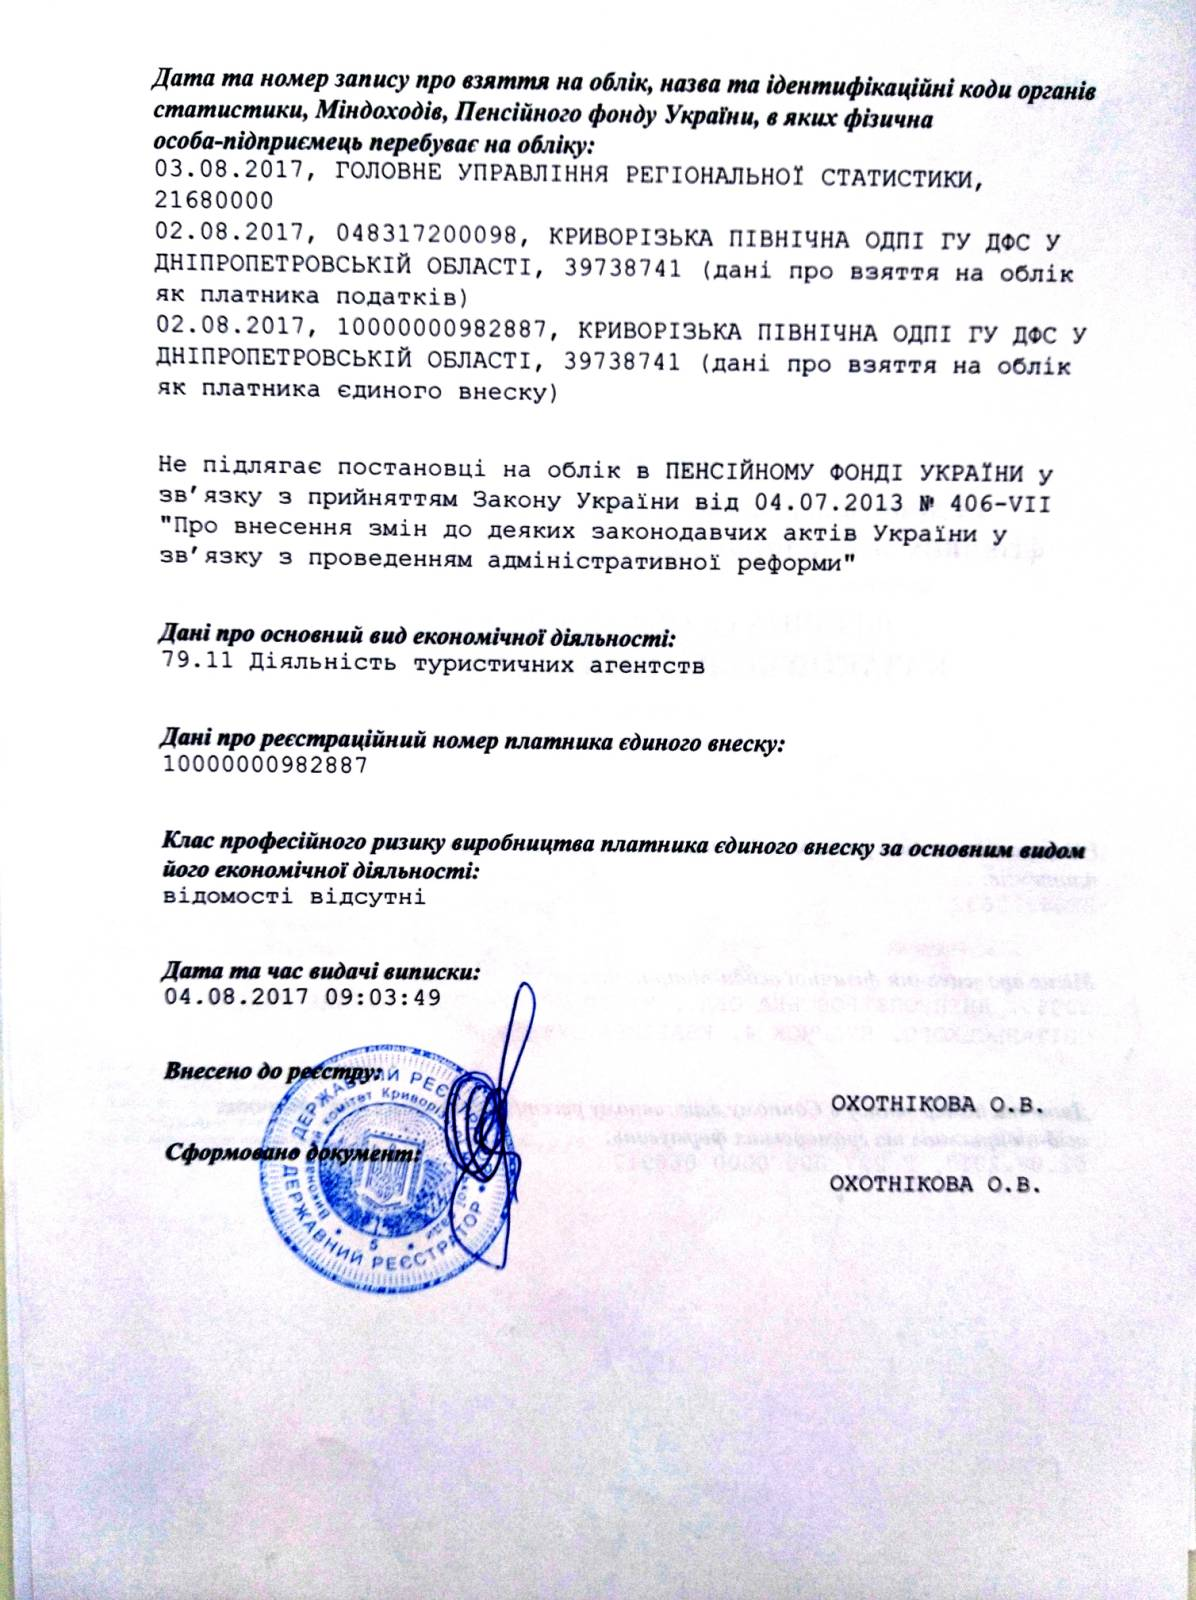 Дата та номер запису про взяття на облік, назва та ідентифікаційні коди органів
статистики, Міндоходів, Пенсійного фонду України, в яких фізична
особа-підприємець перебуває на обліку:
03.08.2017, ГОЛОВНЕ УПРАВЛІННЯ РЕГІОНАЛЬНОЇ СТАТИСТИКИ,
21680000
02.08.2017, 048317200098, КРИВОРІЗЬКА ПІВНІЧНА ОДПІ ГУ ДФС У
ДНІПРОПЕТРОВСЬКІЙ ОБЛАСТІ, 39738741 (дані про взяття на облік
як платника податків)
02.08.2017, 10000000982887, КРИВОРІЗЬКА ПІВНІЧНА ОДПІ ГУ ДФС У
ДНІПРОПЕТРОВСЬКІЙ ОБЛАСТІ, 39738741 (дані про взяття на облік
як платника єдиного внеску)
Не підлягає постановці на облік в ПЕНСІЙНОМУ ФОНДІ УКРАЇНИ у
зв’язку з прийняттям Закону України від 04.07.2013 № 406-VII
"Про внесення змін до деяких законодавчих актів України у
зв’язку з проведенням адміністративної реформи"
Дані про основний вид економічної діяльності:
79.11 Діяльність туристичних агентств
Дані про реєстраційний номер платника єдиного внеску:
10000000982887
Клас професійного ризику виробництва платника єдиного внеску за основним видом
його економічної діяльності:
відомості відсутні
Дата та час видачі виписки:
04.08.2017 09:03:49
Внесено до реєстру:
ОХОТНІКОВА О.В.
Сформовано документ:
ОХОТНІКОВА О.В.
ДЕРЖАВНИЙ РЕЄСТРАТОР
5